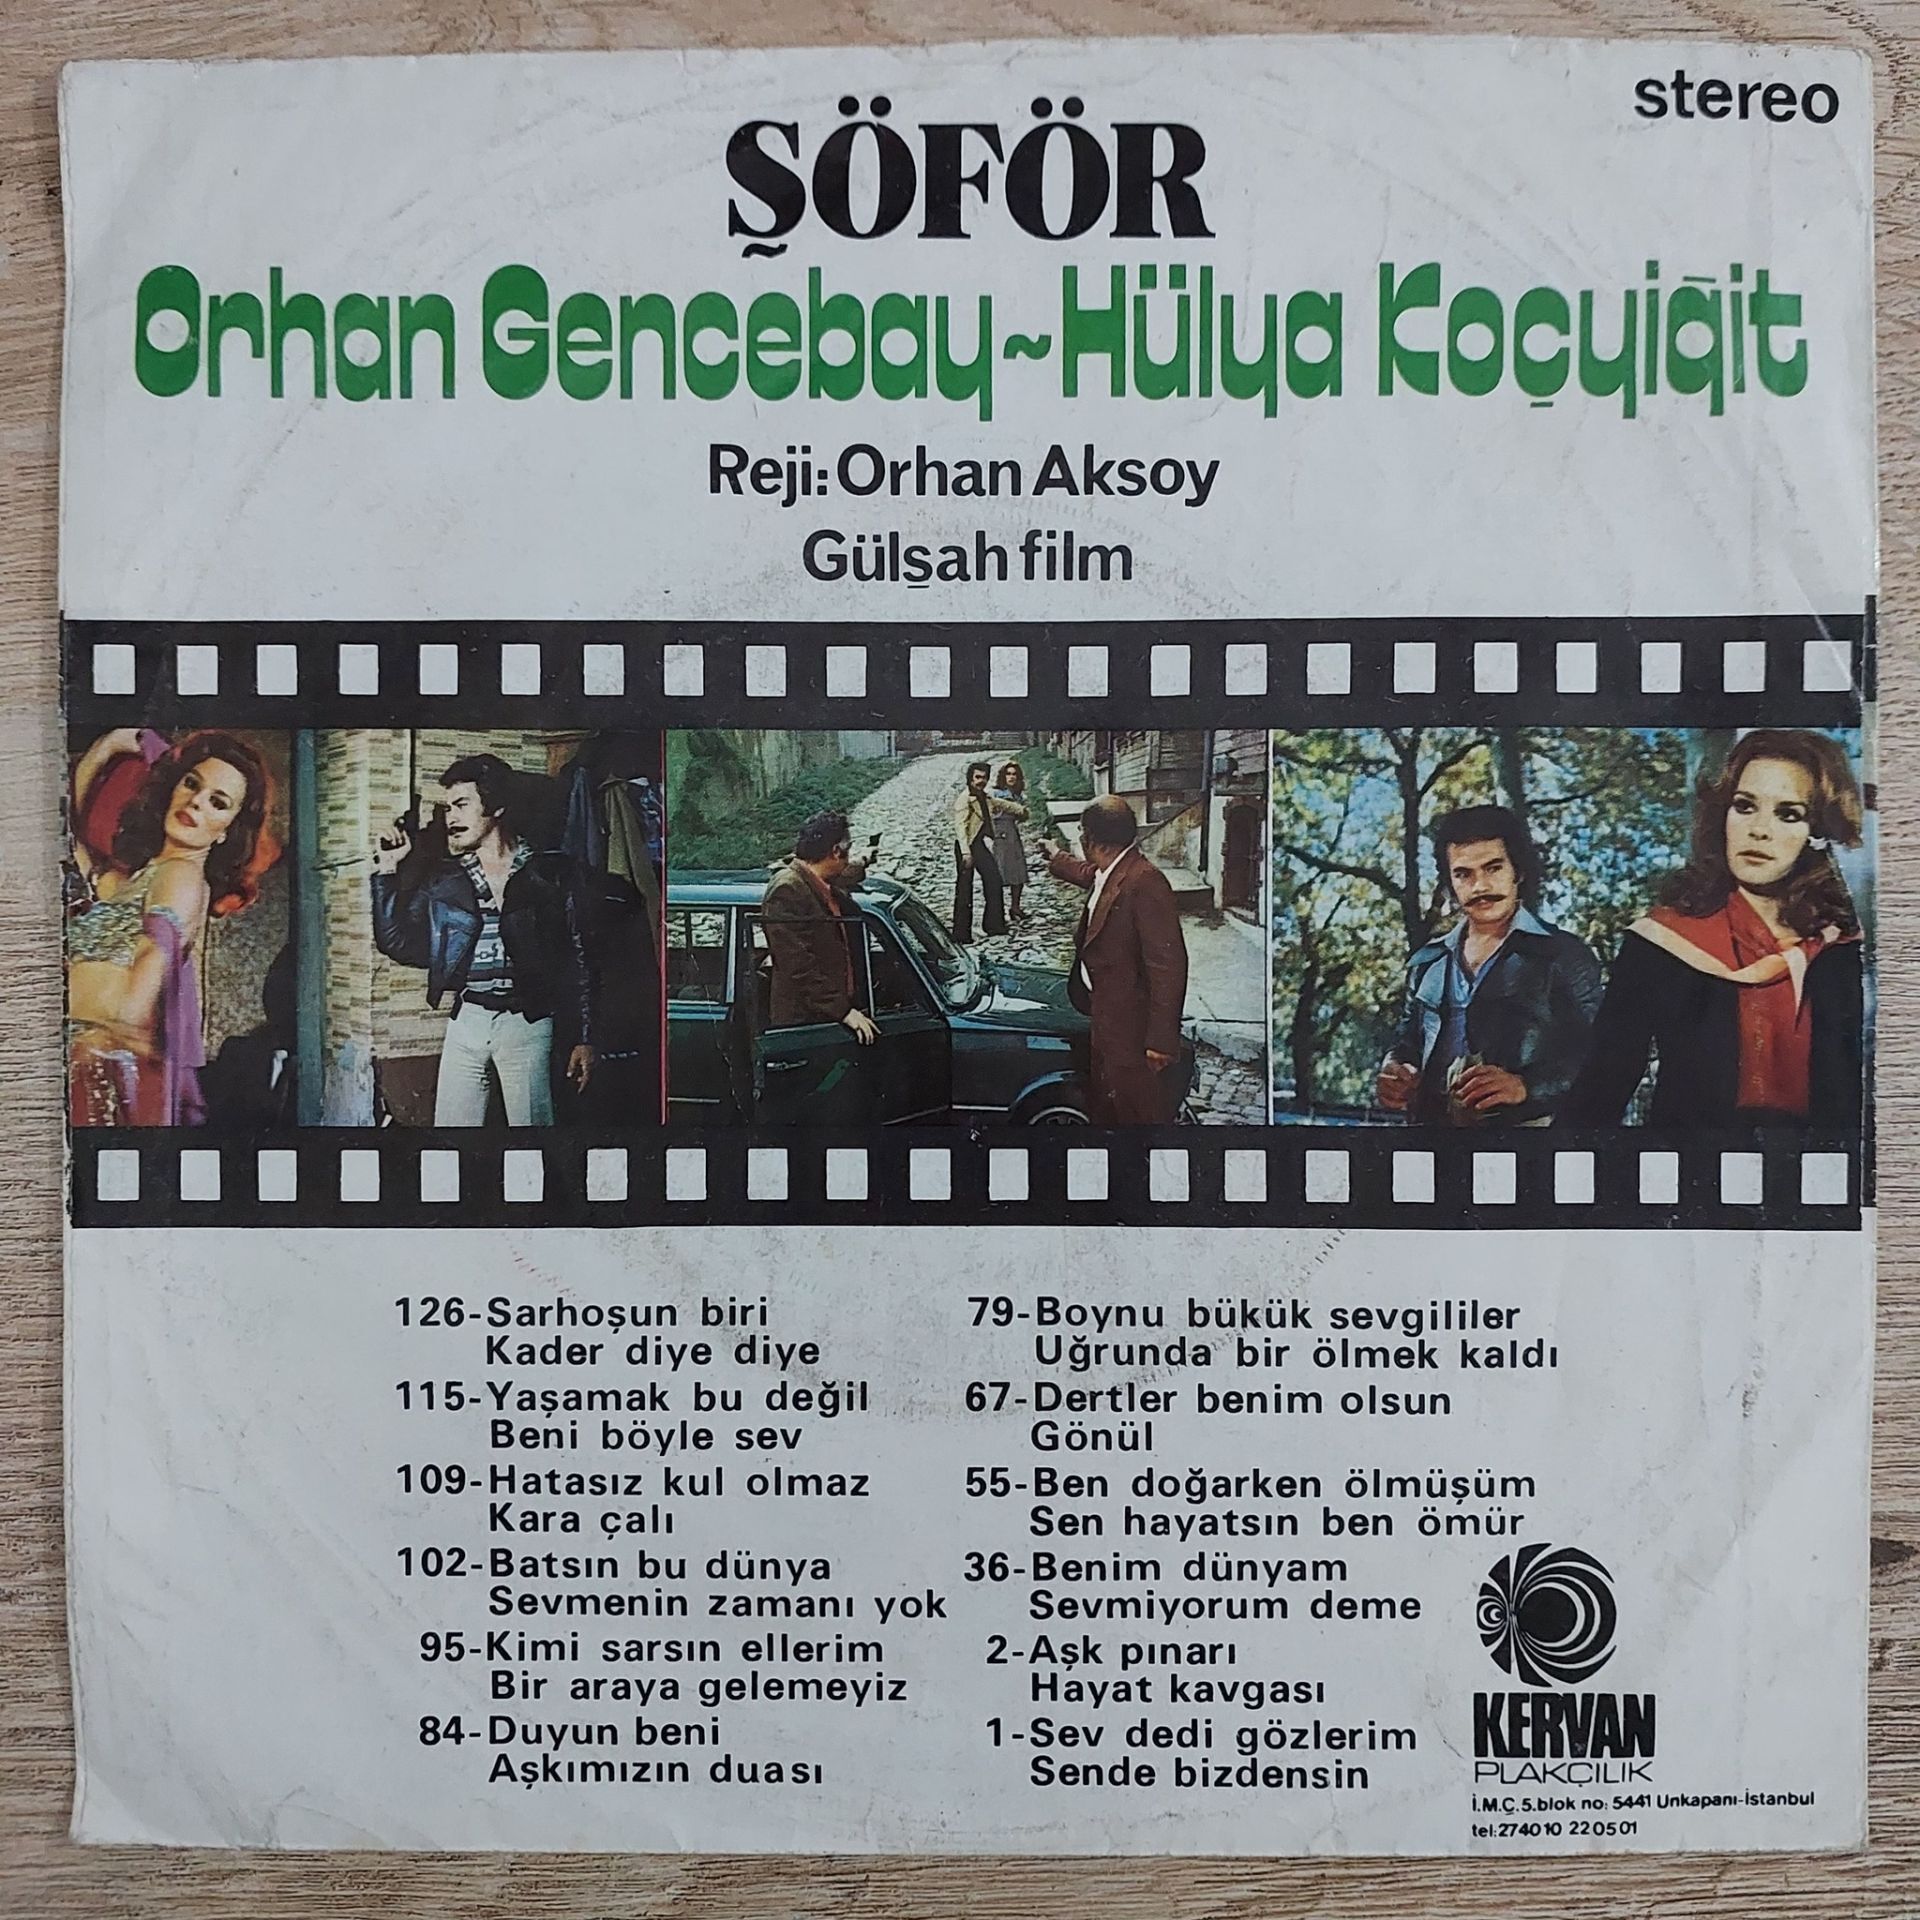 stereo
ŞÖFÖR
Orhan Gencebay~Hülya Koçyiğit
Reji: Orhan Aksoy
Gülşah film
126-Sarhoşun biri
Kader diye diye
115-Yaşamak bu değil
Beni böyle sev
109-Hatasız kul olmaz
Kara çalı
102-Batsın bu dünya
Sevmenin zamanı yok
95-Kimi sarsın ellerim
Bir araya gelemeyiz
84-Duyun beni
Aşkımızın duası
79-Boynu bükük sevgililer
Uğrunda bir ölmek kaldı
67-Dertler benim olsun
Gönül
55-Ben doğarken ölmüşüm
Sen hayatsın ben ömür
36-Benim dünyam
Sevmiyorum deme
2-Aşk pınarı
Hayat kavgası
1-Sev dedi gözlerim
Sende bizdensin
KERVAN
PLAKÇILIK
İ.M.Ç.5.blok no: 5441 Unkapanı-İstanbul
tel:274010 220501